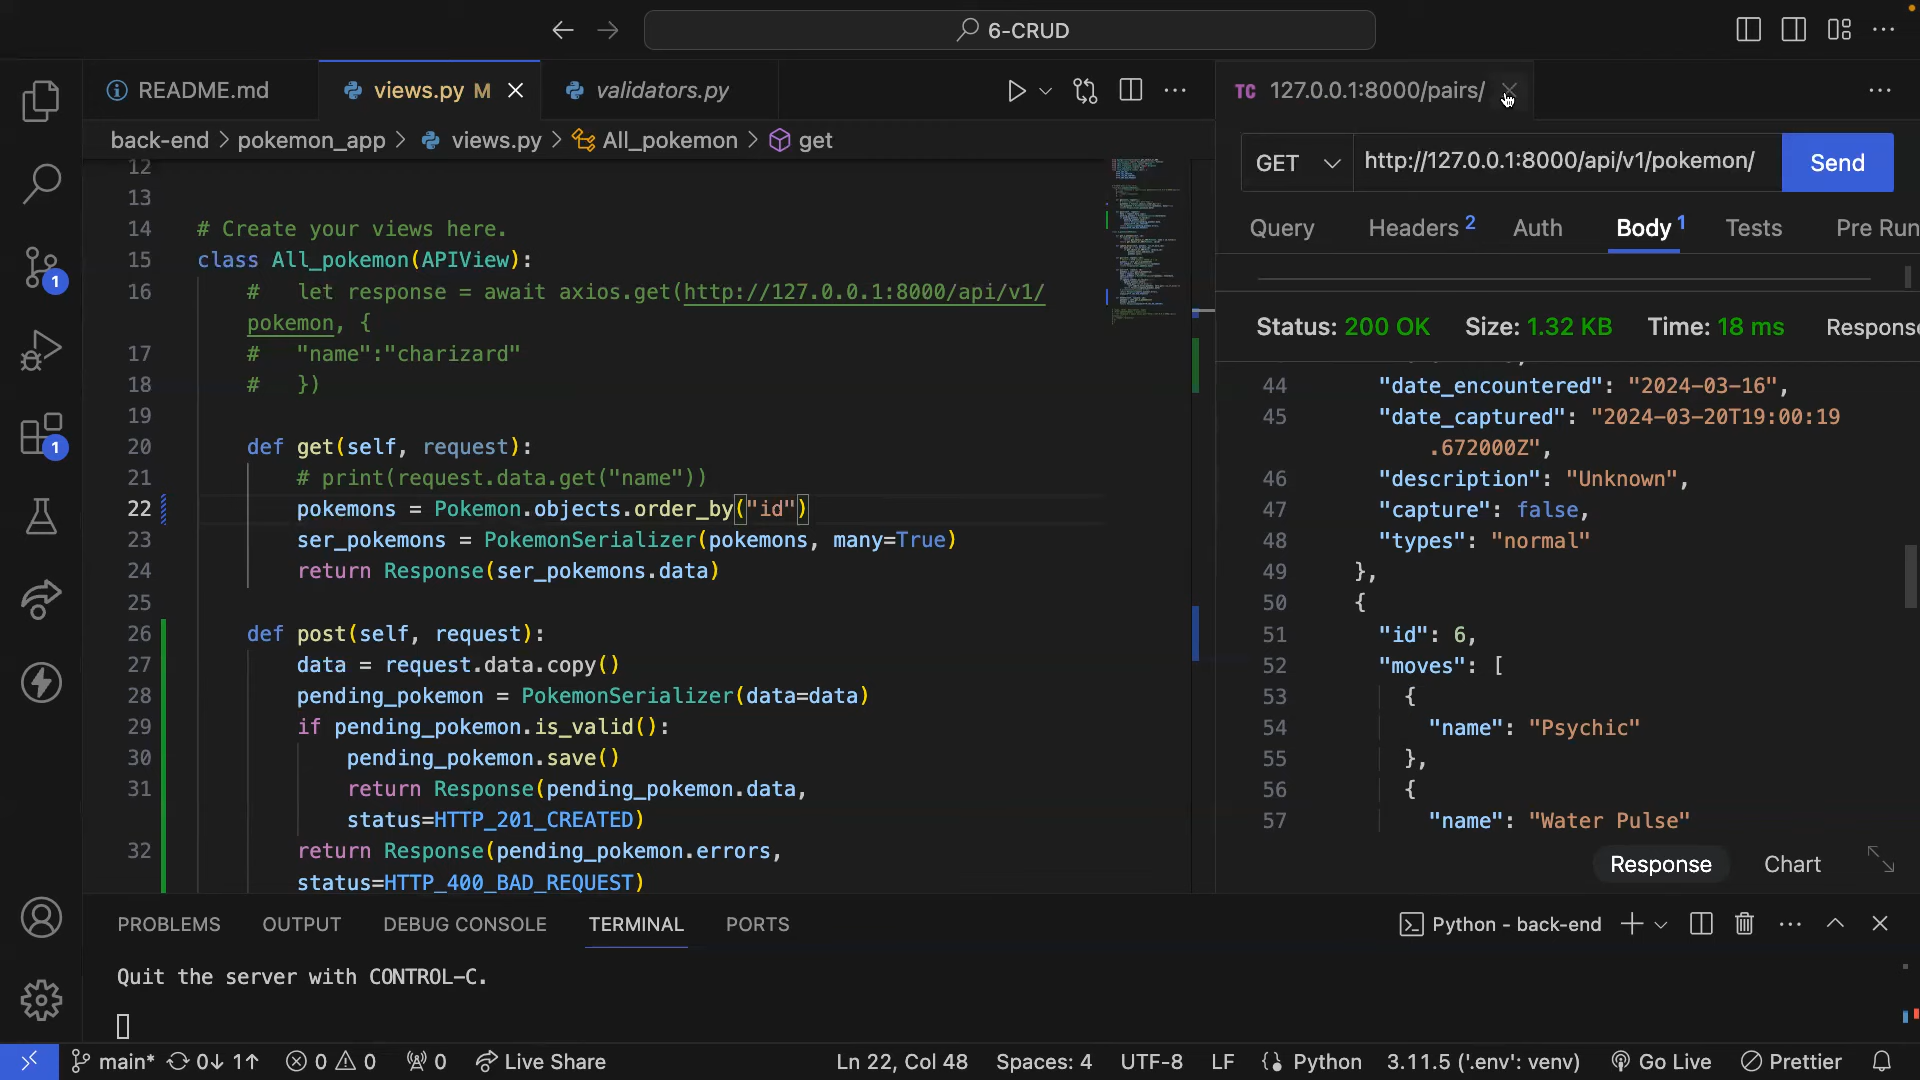 6-CRUD
README.md
views.py M
validators.py
TC 127.0.0.1:8000/pairs/
back-end > pokemon_app > views.py > All_pokemon > get
GET
http://127.0.0.1:8000/api/v1/pokemon/
Send
Query
Headers 2
Auth
Body 1
Tests
Pre Run
12
13
14 # Create your views here.
15 class All_pokemon(APIView):
16 # let response = await axios.get(http://127.0.0.1:8000/api/v1/
pokemon, {
17 # "name":"charizard"
18 # })
19
20 def get(self, request):
21 # print(request.data.get("name"))
22 pokemons = Pokemon.objects.order_by("id")
23 ser_pokemons = PokemonSerializer(pokemons, many=True)
24 return Response(ser_pokemons.data)
25
26 def post(self, request):
27 data = request.data.copy()
28 pending_pokemon = PokemonSerializer(data=data)
29 if pending_pokemon.is_valid():
30 pending_pokemon.save()
31 return Response(pending_pokemon.data,
status=HTTP_201_CREATED)
32 return Response(pending_pokemon.errors,
status=HTTP_400_BAD_REQUEST)
Status: 200 OK Size: 1.32 KB Time: 18 ms Respons
44 "date_encountered": "2024-03-16",
45 "date_captured": "2024-03-20T19:00:19
.672000Z",
46 "description": "Unknown",
47 "capture": false,
48 "types": "normal"
49 },
50 {
51 "id": 6,
52 "moves": [
53 {
54 "name": "Psychic"
55 },
56 {
57 "name": "Water Pulse"
Response
Chart
PROBLEMS
OUTPUT
DEBUG CONSOLE
TERMINAL
PORTS
Python - back-end
Quit the server with CONTROL-C.
1
1
main* 0↓ 1↑ 0 0 0 Live Share
Ln 22, Col 48 Spaces: 4 UTF-8 LF Python 3.11.5 ('.env': venv) Go Live Prettier